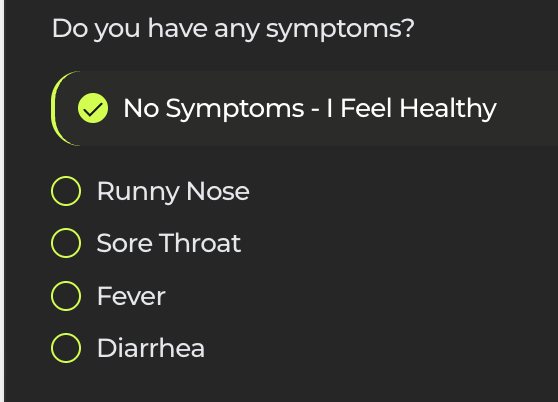 Do you have any symptoms?
No Symptoms - I Feel Healthy
Runny Nose
Sore Throat
Fever
Diarrhea